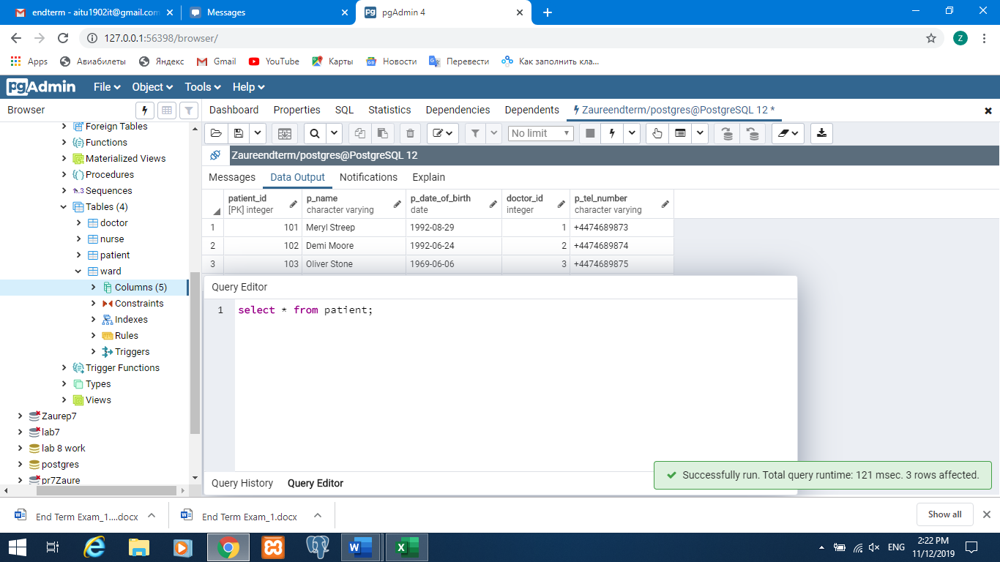 endterm - aitu1902it@gmail.com
Messages
pgAdmin 4
127.0.0.1:56398/browser/
Z
Apps Авиабилеты Яндекс Gmail YouTube Карты Новости Перевести Как заполнить кла...
pgAdmin File Object Tools Help
Browser
Dashboard Properties SQL Statistics Dependencies Dependents Zaureendterm/postgres@PostgreSQL 12 *
No limit
Zaureendterm/postgres@PostgreSQL 12
Messages Data Output Notifications Explain
Foreign Tables
Functions
Materialized Views
Procedures
1..3 Sequences
Tables (4)
doctor
nurse
patient
ward
Columns (5)
Constraints
Indexes
Rules
Triggers
Trigger Functions
Types
Views
Zaurep7
lab7
lab 8 work
postgres
pr7Zaure
patient_id p_name p_date_of_birth doctor_id p_tel_number
[PK] integer character varying date integer character varying
1 101 Meryl Streep 1992-08-29 1 +4474689873
2 102 Demi Moore 1992-06-24 2 +4474689874
3 103 Oliver Stone 1969-06-06 3 +4474689875
Query Editor
1 select * from patient;
Query History Query Editor
Successfully run. Total query runtime: 121 msec. 3 rows affected.
End Term Exam_1....docx End Term Exam_1.docx Show all
ENG
2:22 PM
11/12/2019